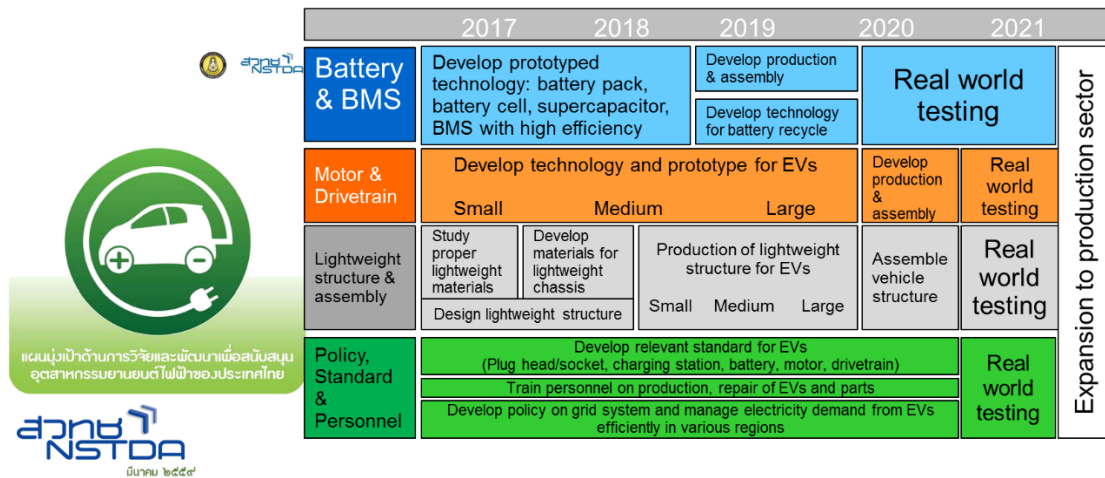 2017 2018 2019 2020 2021
สวทช
NSTDA
Battery
& BMS
Develop prototyped
technology: battery pack,
battery cell, supercapacitor,
BMS with high efficiency
Develop production
& assembly
Develop technology
for battery recycle
Real world
testing
Motor &
Drivetrain
Develop technology and prototype for EVs
Small Medium Large
Develop
production
&
assembly
Real
world
testing
Lightweight
structure &
assembly
Study
proper
lightweight
materials
Develop
materials for
lightweight
chassis
Design lightweight structure
Production of lightweight
structure for EVs
Small Medium Large
Assemble
vehicle
structure
Real
world
testing
Policy,
Standard
&
Personnel
Develop relevant standard for EVs
(Plug head/socket, charging station, battery, motor, drivetrain)
Train personnel on production, repair of EVs and parts
Develop policy on grid system and manage electricity demand from EVs
efficiently in various regions
Real
world
testing
Expansion to production sector
แผนมุ่งเป้าด้านการวิจัยและพัฒนาเพื่อสนับสนุน
อุตสาหกรรมยานยนต์ไฟฟ้าของประเทศไทย
สวทช
NSTDA
มีนาคม ๒๕๕๙